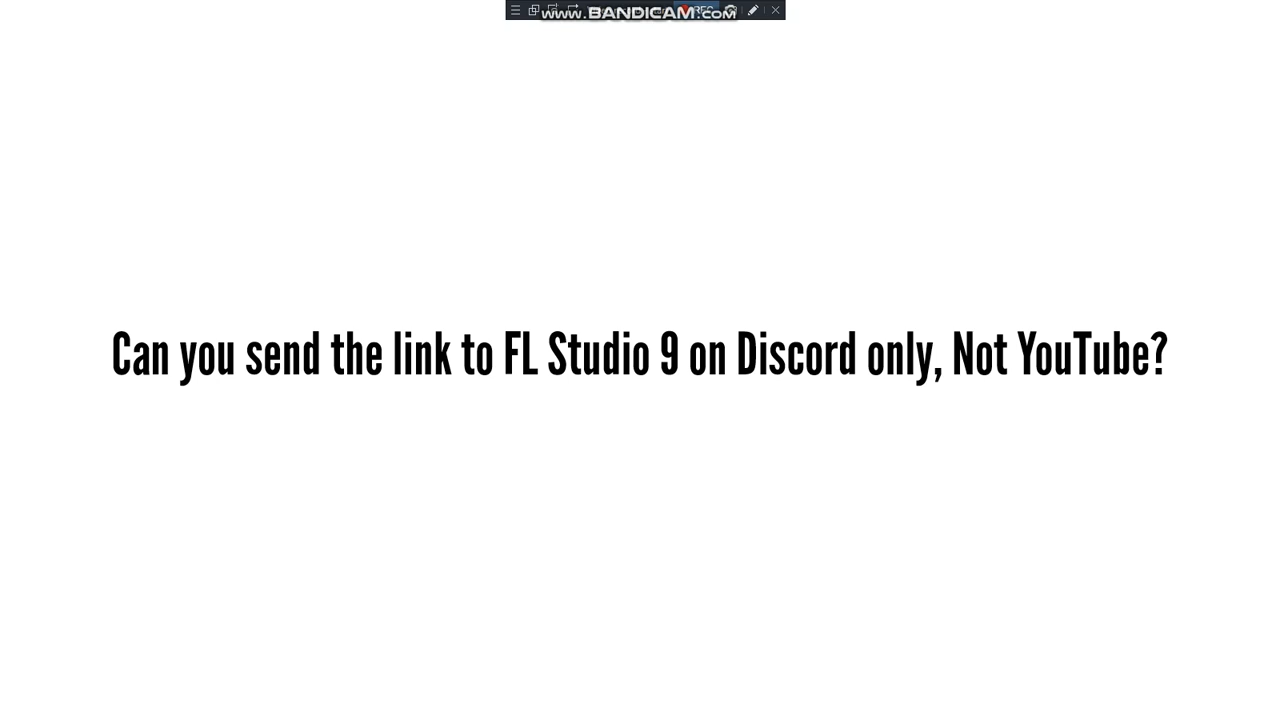 www.BANDICAM.com
Can you send the link to FL Studio 9 on Discord only, Not YouTube?